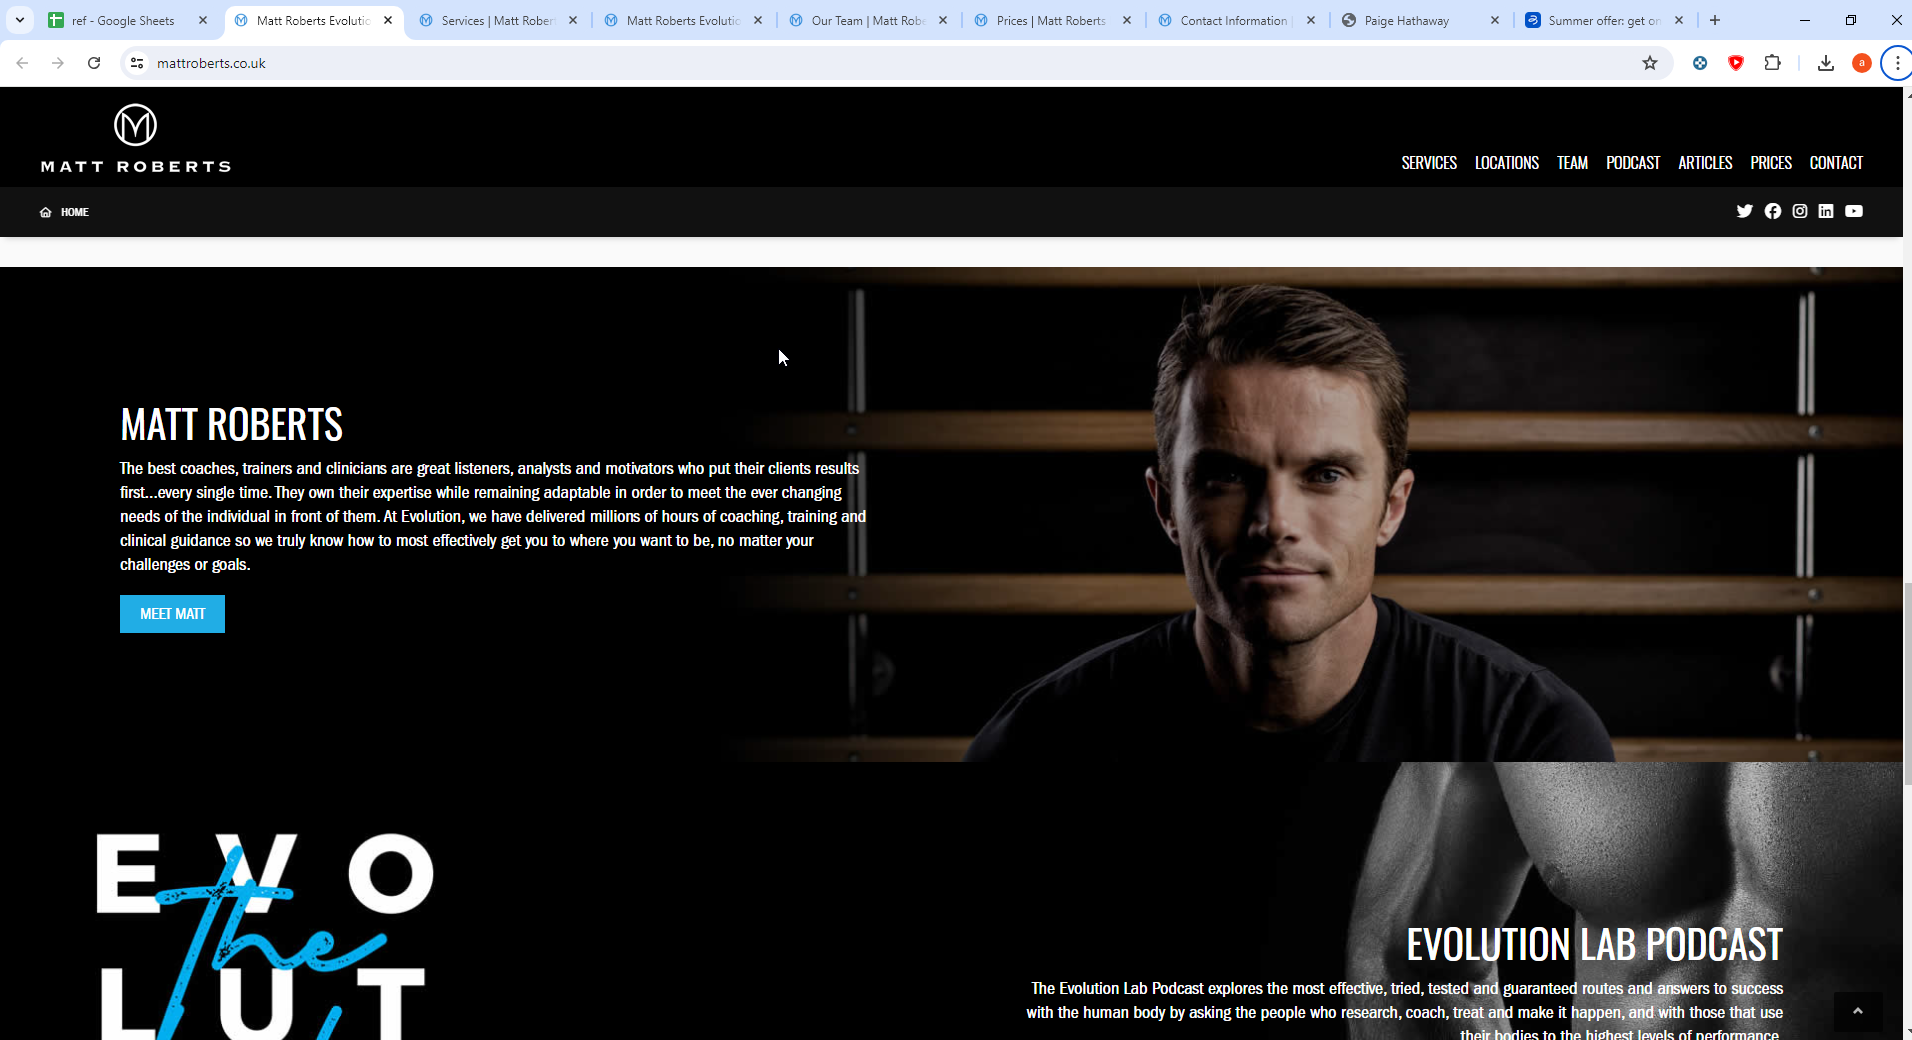 ref - Google Sheets
Matt Roberts Evolutio
Services | Matt Rober
Matt Roberts Evolutio
Our Team | Matt Robe
Prices | Matt Roberts
Contact Information |
Paige Hathaway
Summer offer: get on
mattroberts.co.uk
a
MATT ROBERTS
SERVICES LOCATIONS TEAM PODCAST ARTICLES PRICES CONTACT
HOME
MATT ROBERTS
The best coaches, trainers and clinicians are great listeners, analysts and motivators who put their clients results
first...every single time. They own their expertise while remaining adaptable in order to meet the ever changing
needs of the individual in front of them. At Evolution, we have delivered millions of hours of coaching, training and
clinical guidance so we truly know how to most effectively get you to where you want to be, no matter your
challenges or goals.
MEET MATT
EVO
the
LUT
EVOLUTION LAB PODCAST
The Evolution Lab Podcast explores the most effective, tried, tested and guaranteed routes and answers to success
with the human body by asking the people who research, coach, treat and make it happen, and with those that use
their bodies to the highest levels of performance.